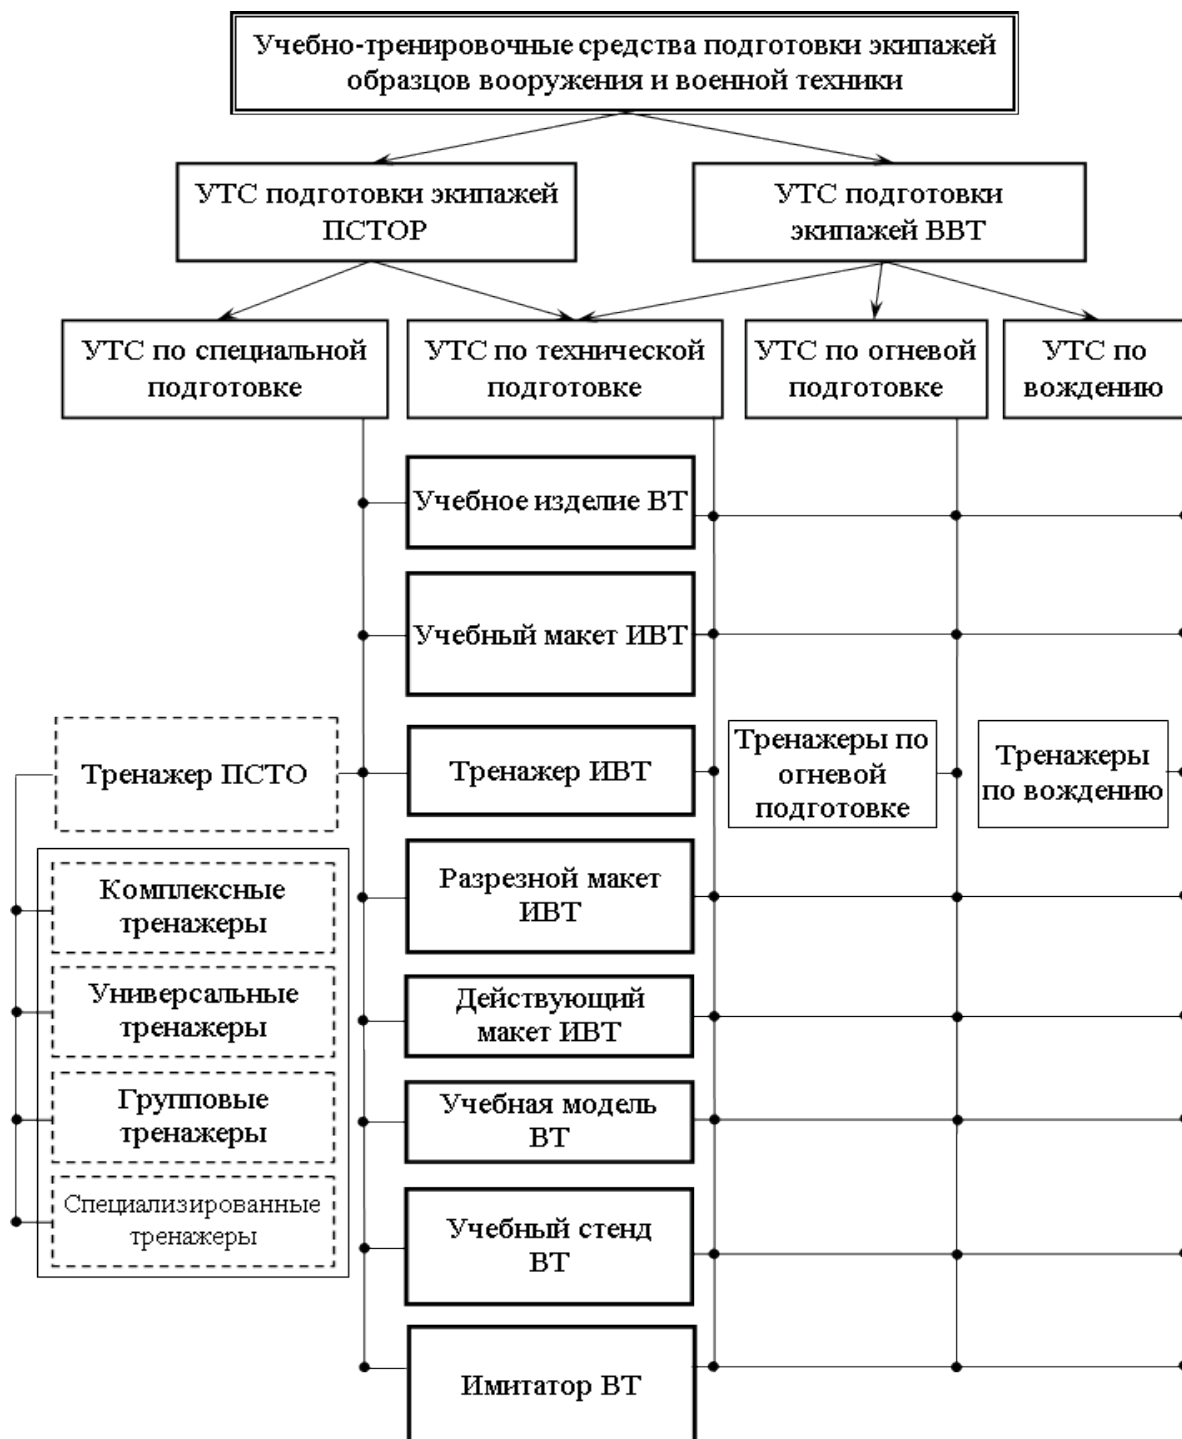 Учебно-тренировочные средства подготовки экипажей
образцов вооружения и военной техники
УТС подготовки экипажей
ПСТОР
УТС подготовки
экипажей ВВТ
УТС по специальной
подготовке
УТС по технической
подготовке
УТС по огневой
подготовке
УТС по
вождению
Учебное изделие ВТ
Учебный макет ИВТ
Тренажер ПСТО
Тренажер ИВТ
Тренажеры по
огневой
подготовке
Тренажеры
по вождению
Комплексные
тренажеры
Разрезной макет
ИВТ
Универсальные
тренажеры
Действующий
макет ИВТ
Групповые
тренажеры
Учебная модель
ВТ
Специализированные
тренажеры
Учебный стенд
ВТ
Имитатор ВТ